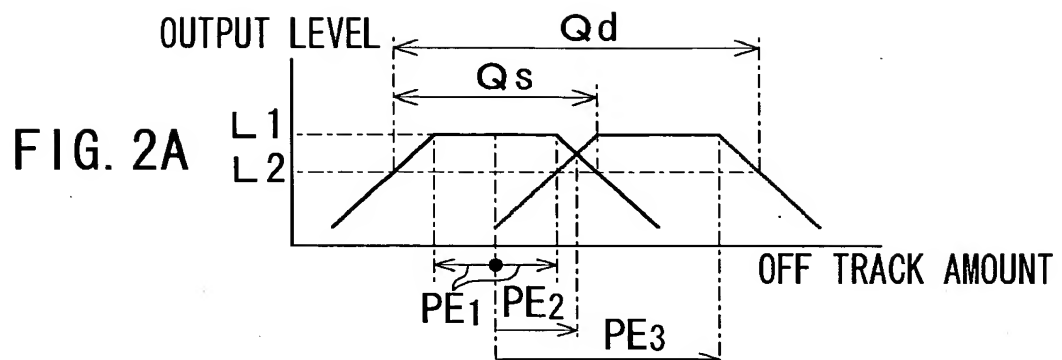 OUTPUT LEVEL
Qd
Qs
FIG. 2A
L1
L2
OFF TRACK AMOUNT
PE1
PE2
PE3